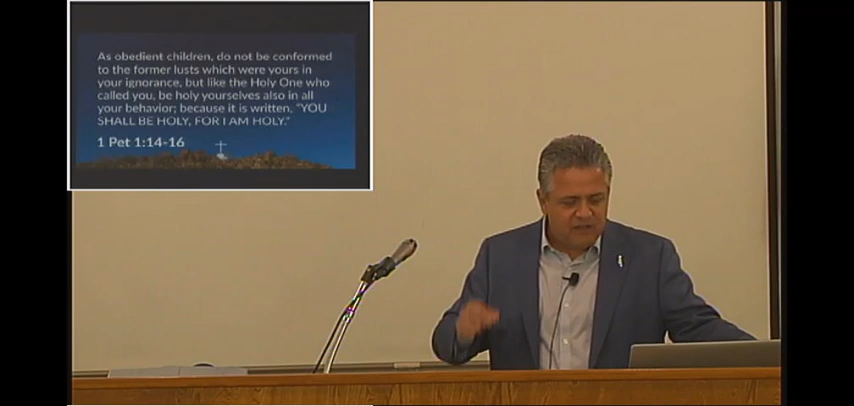 As obedient children, do not be conformed
to the former lusts which were yours in
your ignorance, but like the Holy One who
called you, be holy yourselves also in all
your behavior; because it is written, "YOU
SHALL BE HOLY, FOR I AM HOLY."
1 Pet 1:14-16